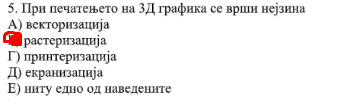 5. При печатењето на 3Д графика се врши нејзина
А) векторизација
растеризација
Г) принтеризација
Д) екранизација
Е) ниту едно од наведените